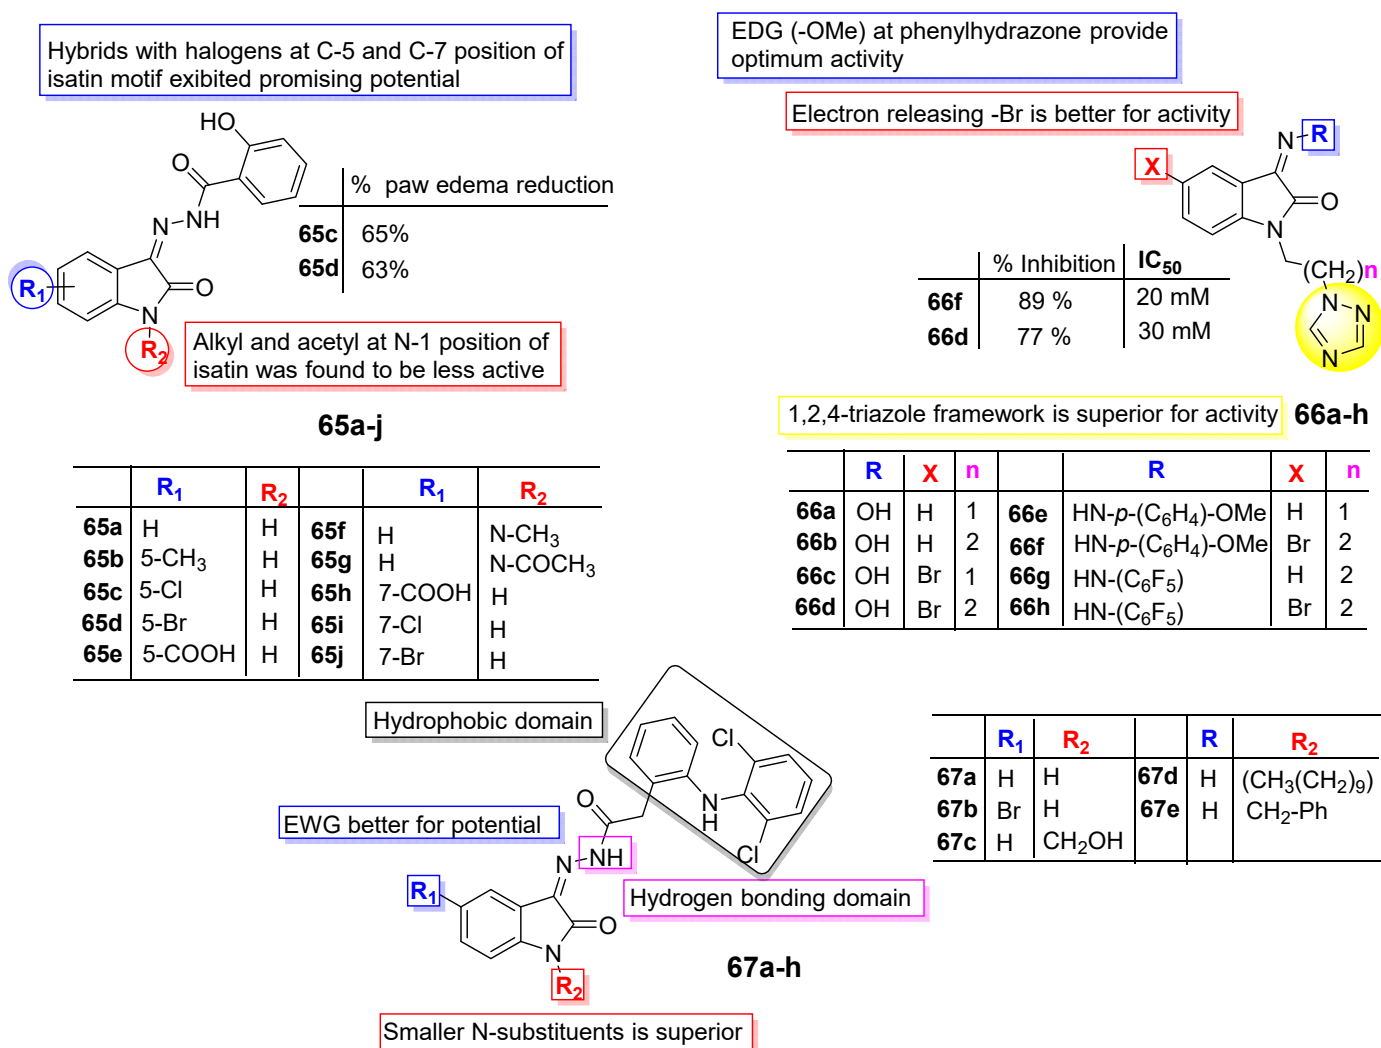 Hybrids with halogens at C-5 and C-7 position of
isatin motif exibited promising potential
HO
O
N
NH
R1
O
N
R2
% paw edema reduction
65c 65%
65d 63%
Alkyl and acetyl at N-1 position of
isatin was found to be less active
65a-j
R1 R2 R1 R2
65a H H 65f H N-CH3
65b 5-CH3 H 65g H N-COCH3
65c 5-Cl H 65h 7-COOH H
65d 5-Br H 65i 7-Cl H
65e 5-COOH H 65j 7-Br H
EDG (-OMe) at phenylhydrazone provide
optimum activity
Electron releasing -Br is better for activity
N R
X
O
N
(CH2)n
N
N
N
% Inhibition IC50
66f 89 % 20 mM
66d 77 % 30 mM
1,2,4-triazole framework is superior for activity
66a-h
R X n R X n
66a OH H 1 66e HN-p-(C6H4)-OMe H 1
66b OH H 2 66f HN-p-(C6H4)-OMe Br 2
66c OH Br 1 66g HN-(C6F5) H 2
66d OH Br 2 66h HN-(C6F5) Br 2
Hydrophobic domain
Cl
N
H
Cl
O
EWG better for potential
N
NH
R1
Hydrogen bonding domain
O
N
R2
67a-h
Smaller N-substituents is superior
R1 R2 R R2
67a H H 67d H (CH3(CH2)9)
67b Br H 67e H CH2-Ph
67c H CH2OH